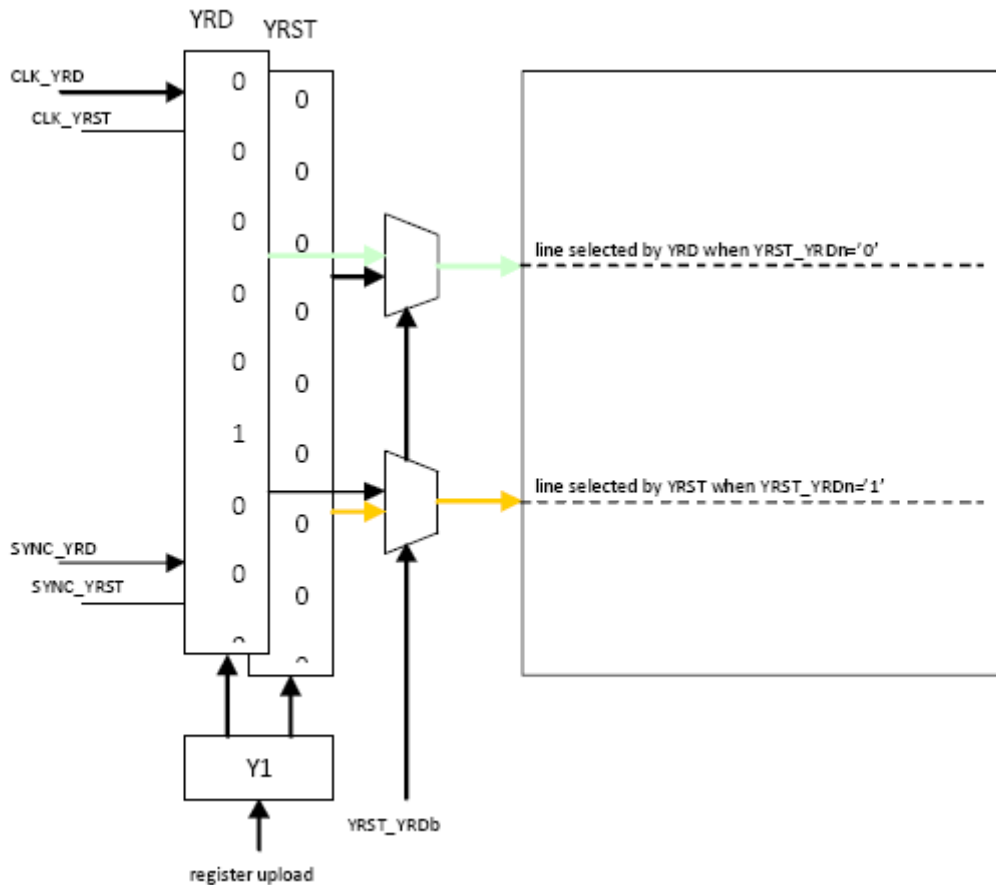 YRD
YRST
CLK_YRD
CLK_YRST
0
0
0
0
0
1
0
0
0
0
0
0
0
0
0
0
line selected by YRD when YRST_YRDn='0'
line selected by YRST when YRST_YRDn='1'
SYNC_YRD
SYNC_YRST
Y1
YRST_YRDb
register upload